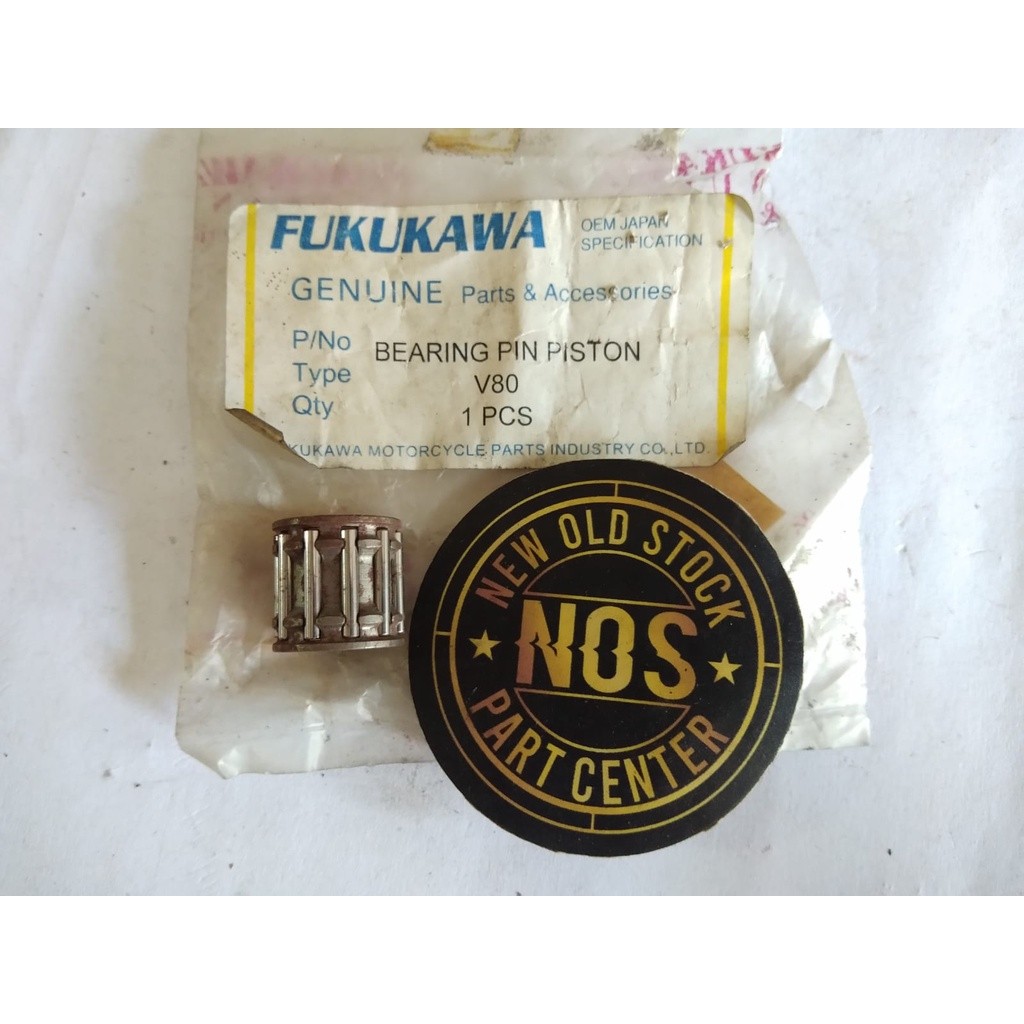 FUKUKAWA
OEM JAPAN
SPECIFICATION
GENUINE Parts & Accessories
P/No BEARING PIN PISTON
Type V80
Qty 1 PCS
UKAWA MOTORCYCLE PARTS INDUSTRY CO.,LTD.
NEW OLD STOCK
NOS
PART CENTER